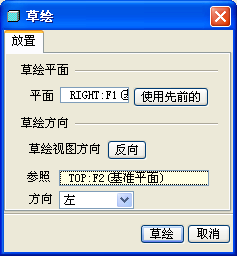 草绘
放置
草绘平面
平面 RIGHT:F1(基 使用先前的
草绘方向
草绘视图方向 反向
参照 TOP:F2(基准平面)
方向 左
草绘 取消